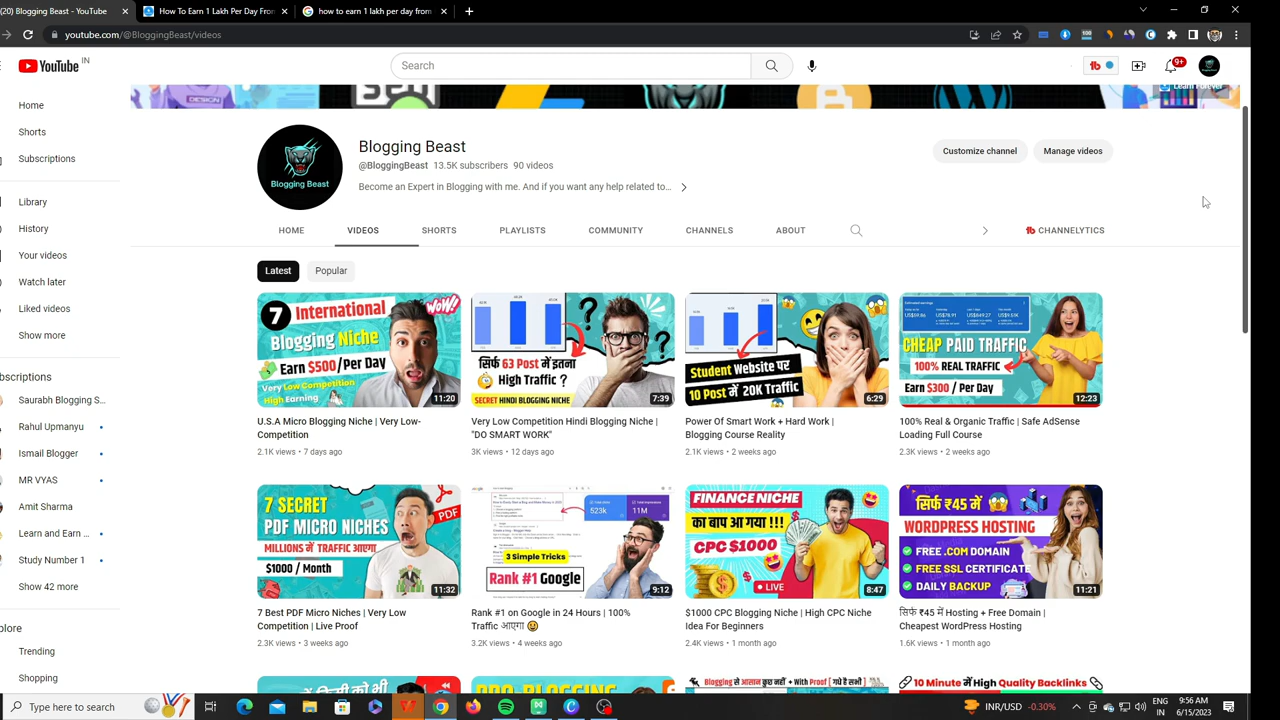 (20) Blogging Beast - YouTube
How To Earn 1 Lakh Per Day From
how to earn 1 lakh per day from
youtube.com/@BloggingBeast/videos
YouTube IN
Search
9+
Learn Forever
Home
Shorts
Subscriptions
Library
History
Your videos
Watch later
Liked videos
Show more
Saurabh Blogging S...
Rahul Upmanyu
Ismail Blogger
MR VYAS
Amit Sharma
Learn and Earn ...
Study Number 1
Show 42 more
Trending
Shopping
Blogging Beast
Blogging Beast
@BloggingBeast 13.5K subscribers 90 videos
Become an Expert in Blogging with me. And if you want any help related to...
Customize channel
Manage videos
HOME VIDEOS SHORTS PLAYLISTS COMMUNITY CHANNELS ABOUT
CHANNELYTICS
Latest
Popular
7 International
Blogging Niche
Earn $500/Per Day
Very Low Competition
High Earning
WOW!
11:20
U.S.A Micro Blogging Niche | Very Low-
Competition
2.1K views • 7 days ago
सिर्फ 63 Post में इतना
High Traffic ?
SECRET HINDI BLOGGING NICHE
7:39
Very Low Competition Hindi Blogging Niche |
"DO SMART WORK"
3K views • 12 days ago
Student Website पर
10 Post में 20K Traffic
6:29
Power Of Smart Work + Hard Work |
Blogging Course Reality
2.1K views • 2 weeks ago
CHEAP PAID TRAFFIC
100% REAL TRAFFIC
Earn $300 / Per Day
12:23
100% Real & Organic Traffic | Safe AdSense
Loading Full Course
2.3K views • 2 weeks ago
7 SECRET
PDF MICRO NICHES
MILLIONS में TRAFFIC आएगा
$1000 / Month
PDF
11:32
7 Best PDF Micro Niches | Very Low
Competition | Live Proof
2.3K views • 3 weeks ago
523k
11M
3 Simple Tricks
Rank #1 Google
9:12
Rank #1 on Google in 24 Hours | 100%
Traffic आएगा 😀
3.2K views • 4 weeks ago
FINANCE NICHE
का बाप आ गया !!!
CPC $1000
LIVE
8:47
$1000 CPC Blogging Niche | High CPC Niche
Idea For Beginners
2.4K views • 1 month ago
सिर्फ ₹45 में
WORDPRESS HOSTING
FREE .COM DOMAIN
FREE SSL CERTIFICATE
DAILY BACKUP
11:21
सिर्फ ₹45 में Hosting + Free Domain |
Cheapest WordPress Hosting
1.6K views • 1 month ago
Blogging से आसान कुछ नहीं + With Proof
10 Minute में High Quality Backlinks
Type here to search
INR/USD -0.30%
ENG
IN
9:56 AM
6/15/2023